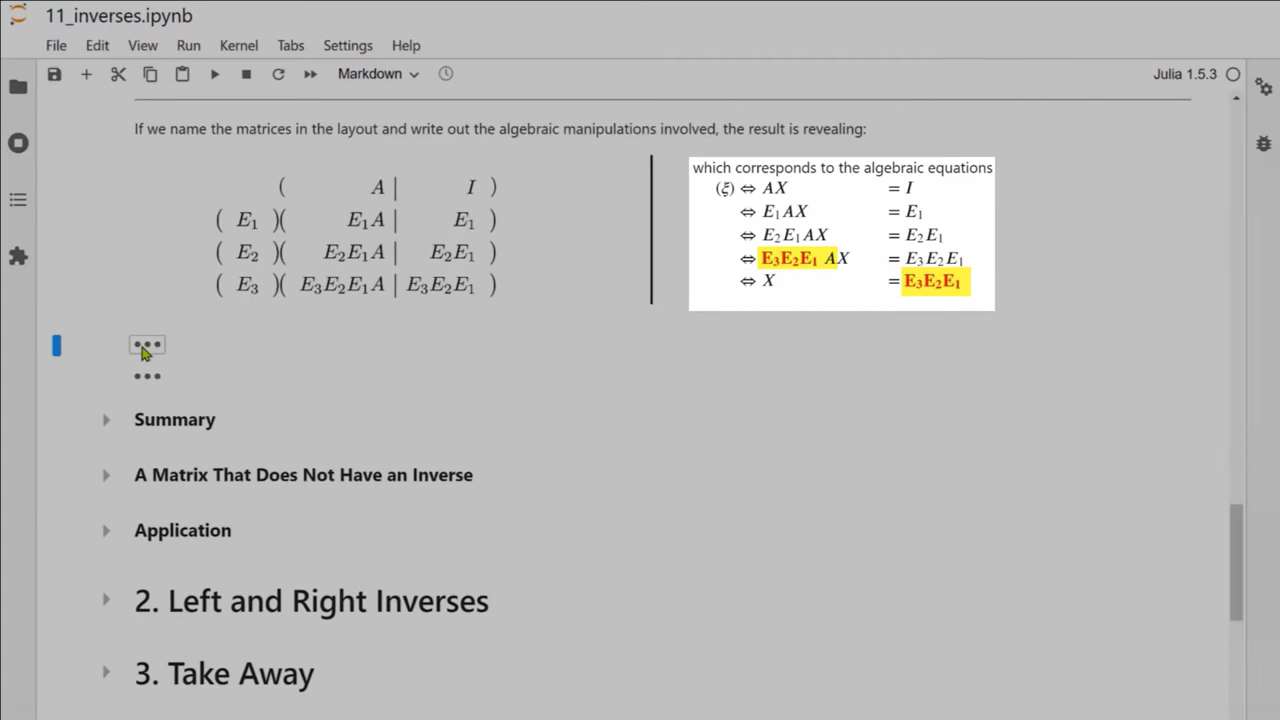 11_inverses.ipynb
File Edit View Run Kernel Tabs Settings Help
Markdown
Julia 1.5.3
If we name the matrices in the layout and write out the algebraic manipulations involved, the result is revealing:
( A | I )
( E₁ )( E₁A | E₁ )
( E₂ )( E₂E₁A | E₂E₁ )
( E₃ )( E₃E₂E₁A | E₃E₂E₁ )
which corresponds to the algebraic equations
(ξ) ⇔ AX = I
⇔ E₁AX = E₁
⇔ E₂E₁AX = E₂E₁
⇔ E₃E₂E₁ AX = E₃E₂E₁
⇔ X = E₃E₂E₁
Summary
A Matrix That Does Not Have an Inverse
Application
2. Left and Right Inverses
3. Take Away